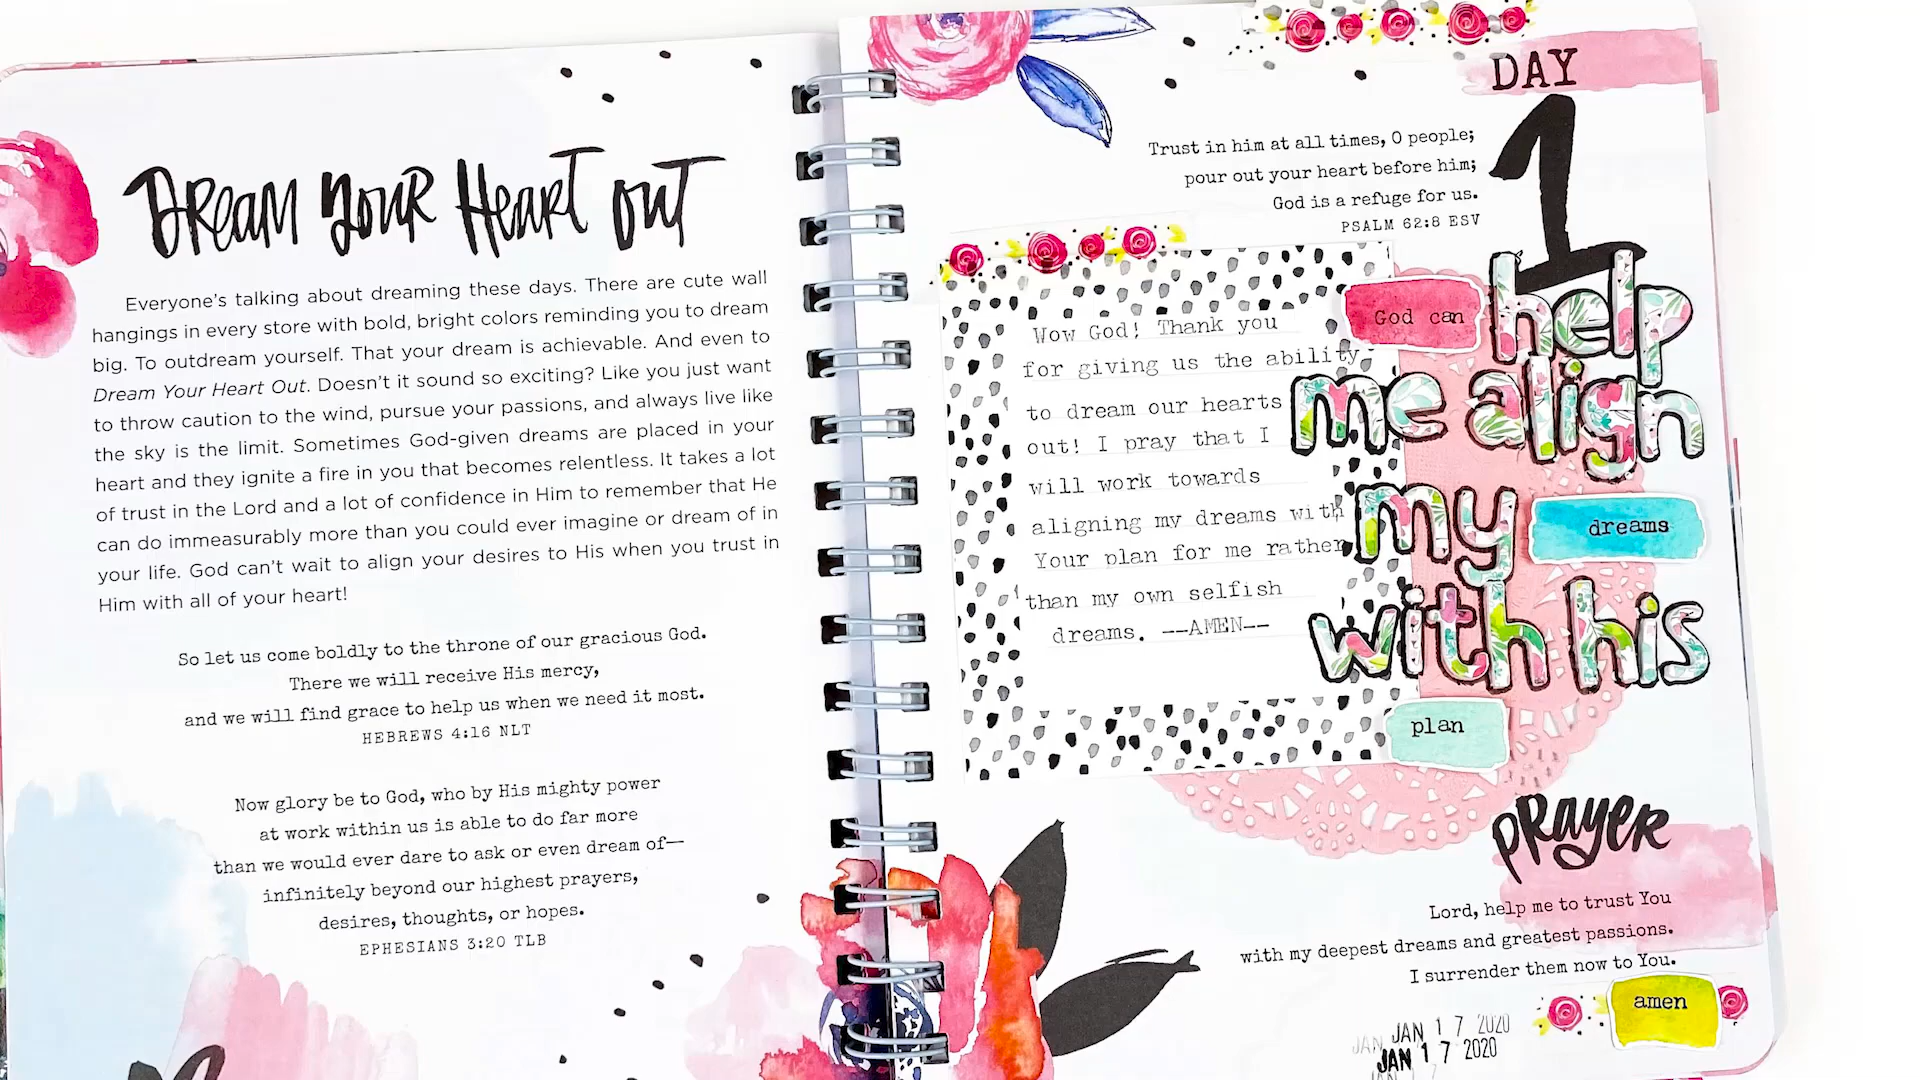 Dream Your Heart Out
Everyone's talking about dreaming these days. There are cute wall
hangings in every store with bold, bright colors reminding you to dream
big. To outdream yourself. That your dream is achievable. And even to
Dream Your Heart Out. Doesn't it sound so exciting? Like you just want
to throw caution to the wind, pursue your passions, and always live like
the sky is the limit. Sometimes God-given dreams are placed in your
heart and they ignite a fire in you that becomes relentless. It takes a lot
of trust in the Lord and a lot of confidence in Him to remember that He
can do immeasurably more than you could ever imagine or dream of in
your life. God can't wait to align your desires to His when you trust in
Him with all of your heart!
So let us come boldly to the throne of our gracious God.
There we will receive His mercy,
and we will find grace to help us when we need it most.
HEBREWS 4:16 NLT
Now glory be to God, who by His mighty power
at work within us is able to do far more
than we would ever dare to ask or even dream of—
infinitely beyond our highest prayers,
desires, thoughts, or hopes.
EPHESIANS 3:20 TLB
DAY
1
Trust in him at all times, O people;
pour out your heart before him;
God is a refuge for us.
PSALM 62:8 ESV
Wow God! Thank you
for giving us the ability
to dream our hearts
out! I pray that I
will work towards
aligning my dreams with
Your plan for me rather
than my own selfish
dreams. --AMEN--
God can help
me align
my dreams
with his
plan
Prayer
Lord, help me to trust You
with my deepest dreams and greatest passions.
I surrender them now to You.
amen
JAN JAN 17 2020
JAN 17 2020